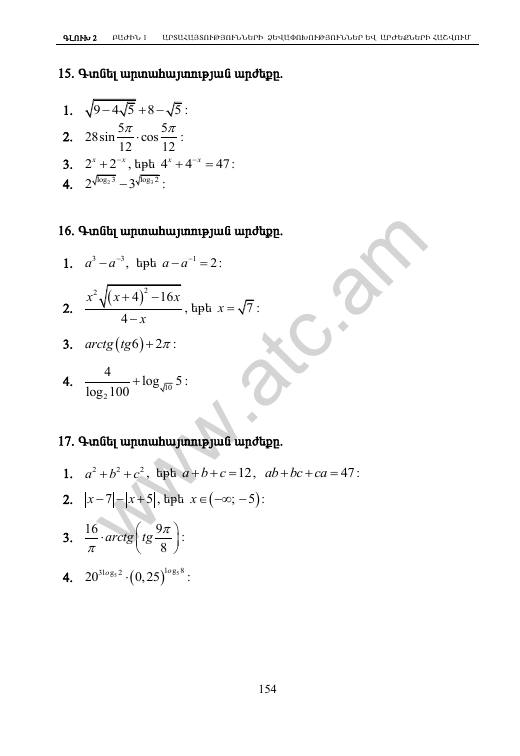 ԳԼՈՒԽ 2 ԲԱԺԻՆ 1 ԱՐՏԱՀԱՅՏՈՒԹՅՈՒՆՆԵՐԻ ՁԵՎԱՓՈԽՈՒԹՅՈՒՆՆԵՐ ԵՎ ԱՐԺԵՔՆԵՐԻ ՀԱՇՎՈՒՄ
15. Գտնել արտահայտության արժեքը.
1. √(9−4√5) +8−√5 :
2. 28sin 5π/12 · cos 5π/12 :
3. 2^x + 2^−x , եթե 4^x + 4^−x = 47 :
4. 2^√(log₂3) − 3^√(log₃2) :
16. Գտնել արտահայտության արժեքը.
1. a³ − a⁻³, եթե a − a⁻¹ = 2 :
2. x²√((x+4)² −16x) / (4−x) , եթե x = √7 :
3. arctg(tg6) + 2π :
4. 4/log₂100 + log_√10 5 :
17. Գտնել արտահայտության արժեքը.
1. a² + b² + c² , եթե a + b + c = 12, ab + bc + ca = 47 :
2. |x−7| − |x+5| , եթե x ∈ (−∞; −5) :
3. 16/π · arctg(tg 9π/8) :
4. 20^(3log₅2) · (0,25)^(log₅8) :
154
www.atc.am